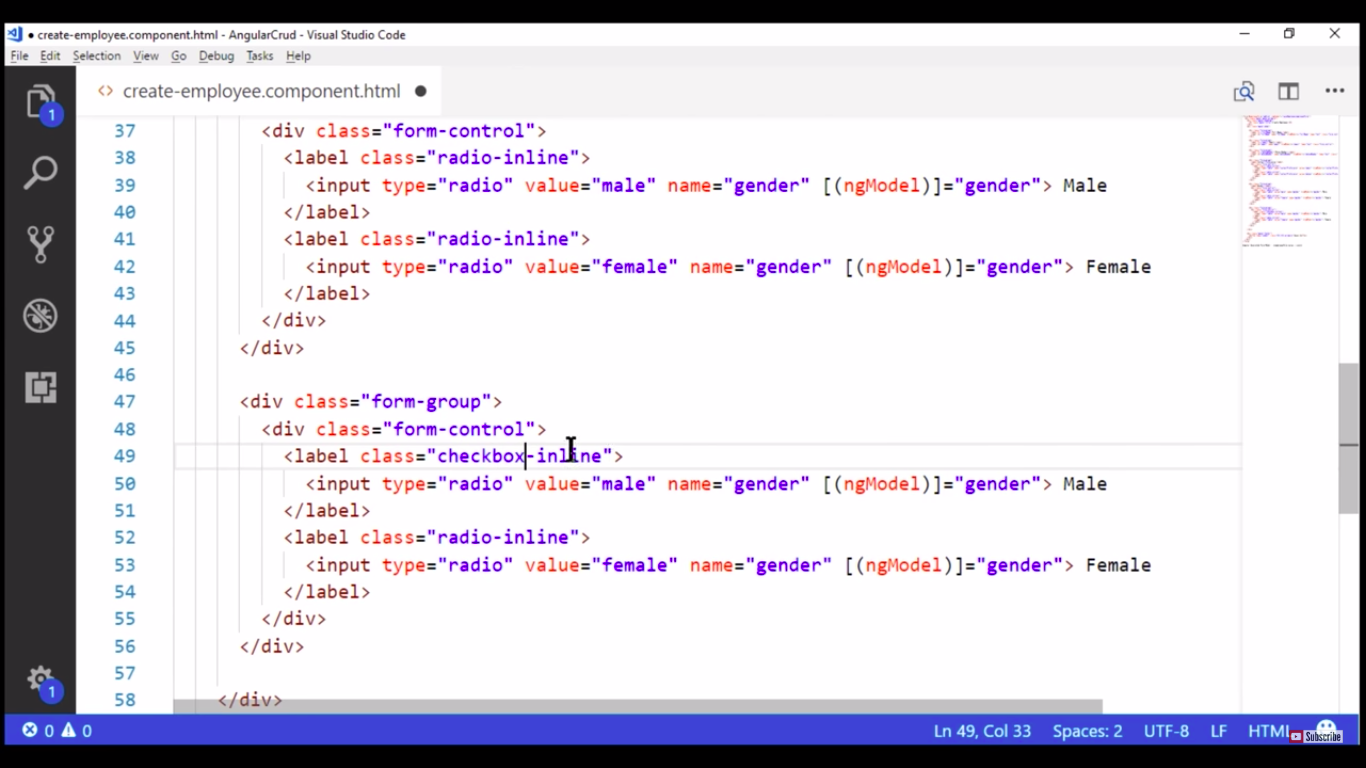 ● create-employee.component.html - AngularCrud - Visual Studio Code
File Edit Selection View Go Debug Tasks Help
<> create-employee.component.html ●
1
37 <div class="form-control">
38 <label class="radio-inline">
39 <input type="radio" value="male" name="gender" [(ngModel)]="gender"> Male
40 </label>
41 <label class="radio-inline">
42 <input type="radio" value="female" name="gender" [(ngModel)]="gender"> Female
43 </label>
44 </div>
45 </div>
46
47 <div class="form-group">
48 <div class="form-control">
49 <label class="checkbox-inline">
50 <input type="radio" value="male" name="gender" [(ngModel)]="gender"> Male
51 </label>
52 <label class="radio-inline">
53 <input type="radio" value="female" name="gender" [(ngModel)]="gender"> Female
54 </label>
55 </div>
56 </div>
57
1
58 </div>
0 0 Ln 49, Col 33 Spaces: 2 UTF-8 LF HTML Subscribe